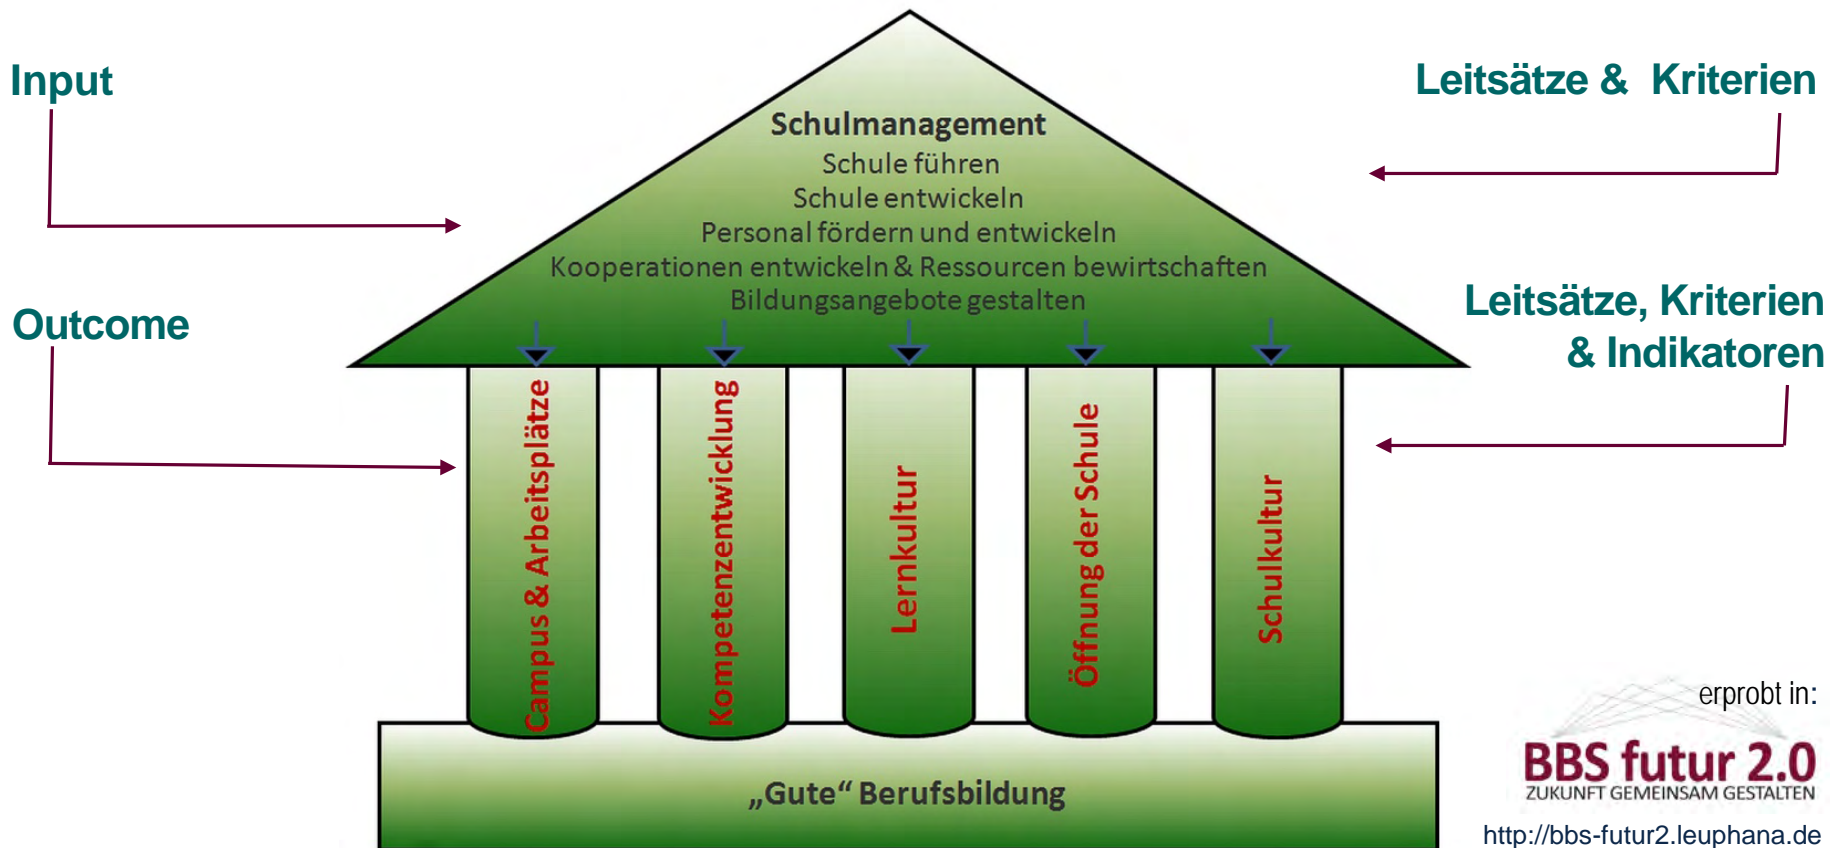 Input
Leitsätze & Kriterien
Schulmanagement
Schule führen
Schule entwickeln
Personal fördern und entwickeln
Kooperationen entwickeln & Ressourcen bewirtschaften
Bildungsangebote gestalten
Outcome
Leitsätze, Kriterien
& Indikatoren
Campus & Arbeitsplätze
Kompetenzentwicklung
Lernkultur
Öffnung der Schule
Schulkultur
„Gute“ Berufsbildung
erprobt in:
BBS futur 2.0
ZUKUNFT GEMEINSAM GESTALTEN
http://bbs-futur2.leuphana.de